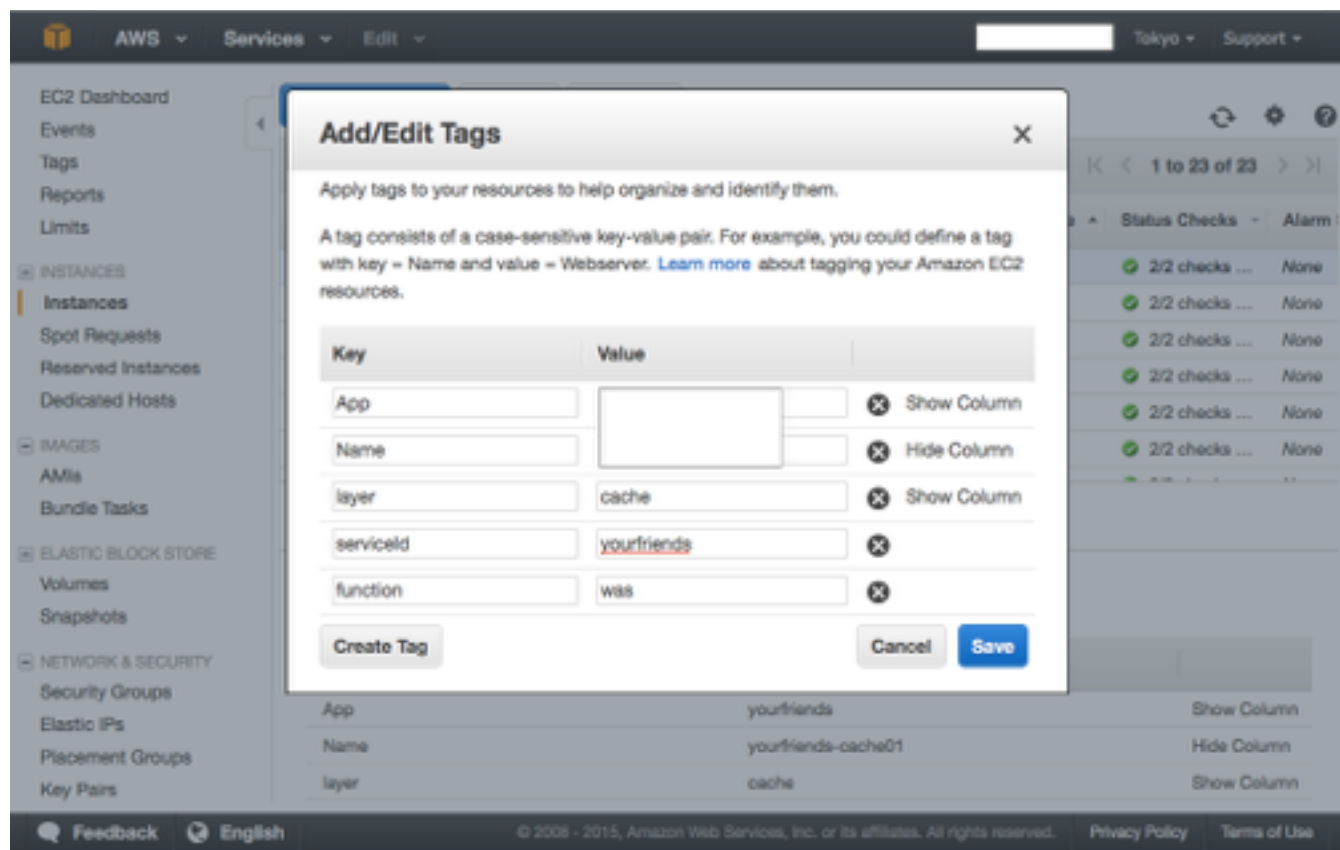 AWS Services Edit Tokyo Support
EC2 Dashboard
Events
Tags
Reports
Limits
INSTANCES
Instances
Spot Requests
Reserved Instances
Dedicated Hosts
IMAGES
AMIs
Bundle Tasks
ELASTIC BLOCK STORE
Volumes
Snapshots
NETWORK & SECURITY
Security Groups
Elastic IPs
Placement Groups
Key Pairs
1 to 23 of 23
Status Checks Alarm
2/2 checks ... None
2/2 checks ... None
2/2 checks ... None
2/2 checks ... None
2/2 checks ... None
2/2 checks ... None
Add/Edit Tags
Apply tags to your resources to help organize and identify them.
A tag consists of a case-sensitive key-value pair. For example, you could define a tag
with key = Name and value = Webserver. Learn more about tagging your Amazon EC2
resources.
Key Value
App Show Column
Name Hide Column
layer cache Show Column
serviceId yourfriends
function was
Create Tag Cancel Save
App yourfriends Show Column
Name yourfriends-cache01 Hide Column
layer cache Show Column
Feedback English © 2008 - 2015, Amazon Web Services, Inc. or its affiliates. All rights reserved. Privacy Policy Terms of Use